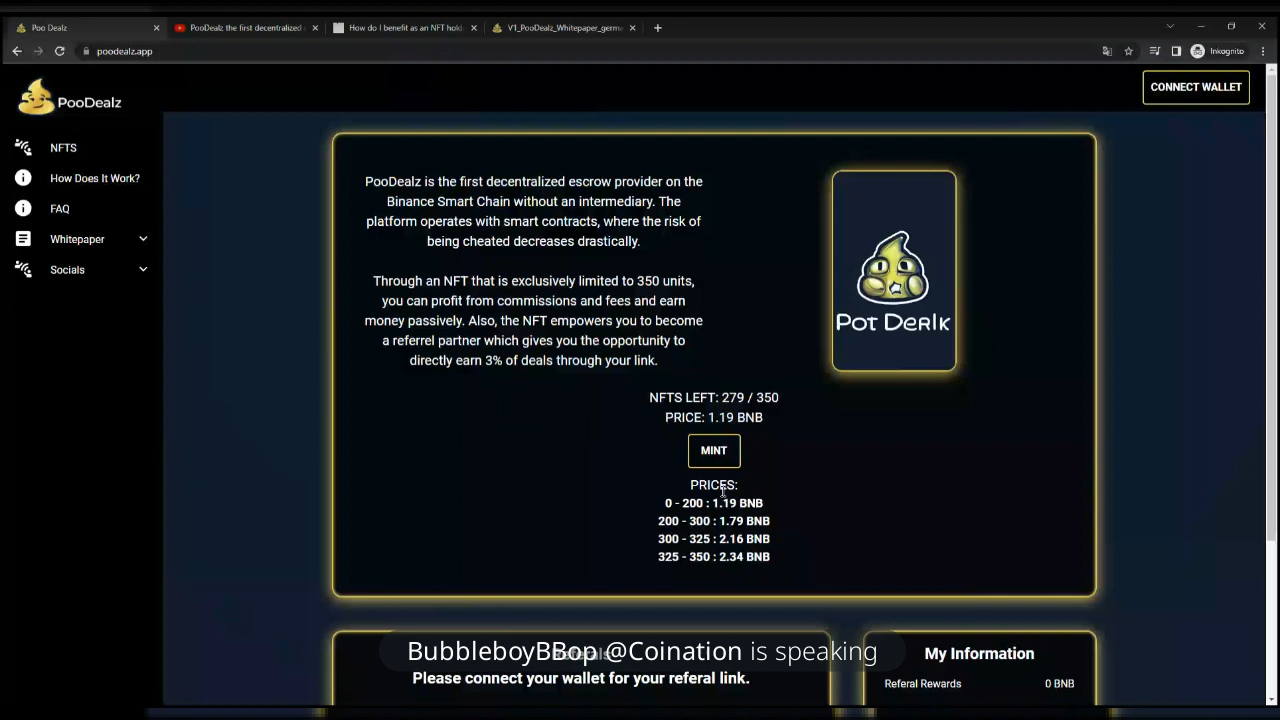 Poo Dealz
PooDealz the first decentralized
How do I benefit as an NFT hold
V1_PooDealz_Whitepaper_germ
poodealz.app
Inkognito
PooDealz
CONNECT WALLET
NFTS
How Does It Work?
FAQ
Whitepaper
Socials
PooDealz is the first decentralized escrow provider on the
Binance Smart Chain without an intermediary. The
platform operates with smart contracts, where the risk of
being cheated decreases drastically.
Through an NFT that is exclusively limited to 350 units,
you can profit from commissions and fees and earn
money passively. Also, the NFT empowers you to become
a referrel partner which gives you the opportunity to
directly earn 3% of deals through your link.
Pot Derlk
NFTS LEFT: 279 / 350
PRICE: 1.19 BNB
MINT
PRICES:
0 - 200 : 1.19 BNB
200 - 300 : 1.79 BNB
300 - 325 : 2.16 BNB
325 - 350 : 2.34 BNB
BubbleboyBBop @Coination is speaking
Please connect your wallet for your referal link.
My Information
Referal Rewards
0 BNB